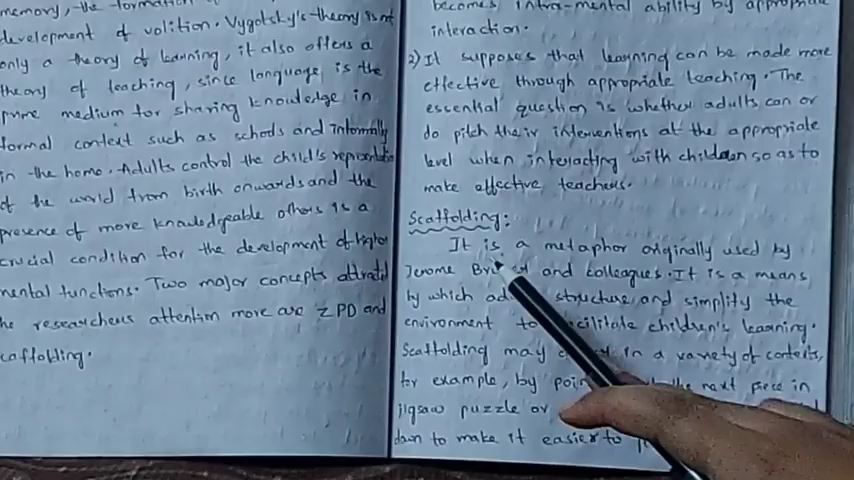 memory, the formation of
development of volition. Vygotsky's theory is not
only a theory of learning, it also offers a
theory of teaching, since language is the
prime medium for sharing knowledge in
formal context such as schools and informally
in the home. Adults control the child's representation
of the world from birth onwards and the
presence of more knowledgeable others is a
crucial condition for the development of higher
mental functions. Two major concepts
researchers attention more are ZPD and
caffolding.
becomes intra-mental ability by appropriate
interaction.
2) It supposes that learning can be made more
effective through appropriate teaching. The
essential question is whether adults can or
do pitch their interventions at the appropriate
level when interacting with children so as to
make effective teachers.
Scaffolding:
It is a metaphor originally used by
Jerome and colleagues. It is a means
by which structure and simplify the
environment to children's learning.
Scaffolding may in a variety of contexts,
for example, by next piece in
jigsaw puzzle or
down to make it easier to